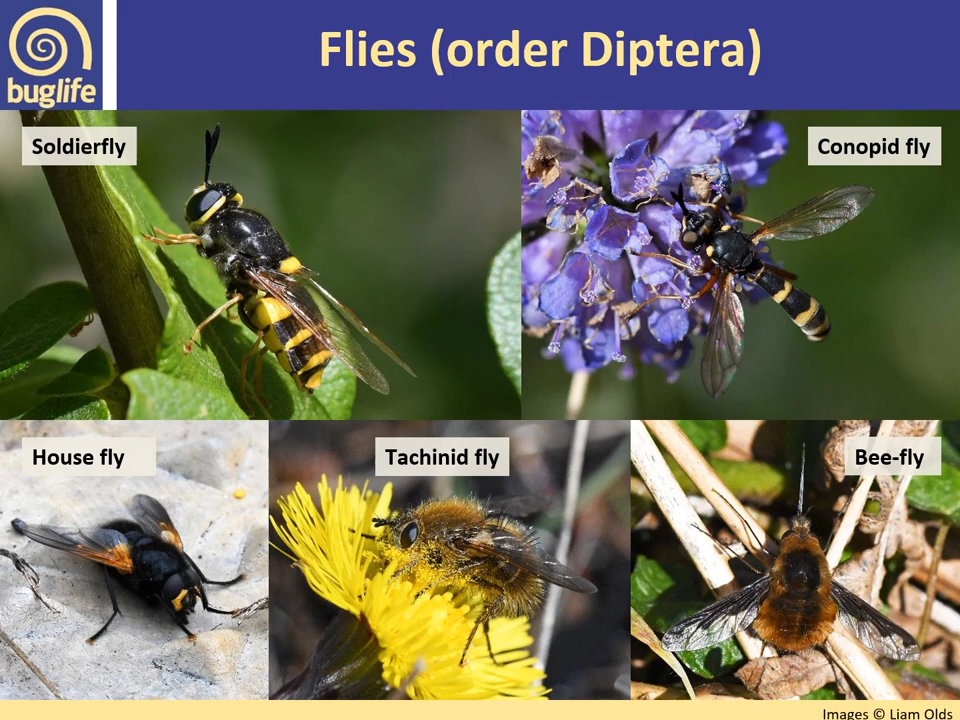 buglife
Flies (order Diptera)
Soldierfly
Conopid fly
House fly
Tachinid fly
Bee-fly
Images © Liam Olds